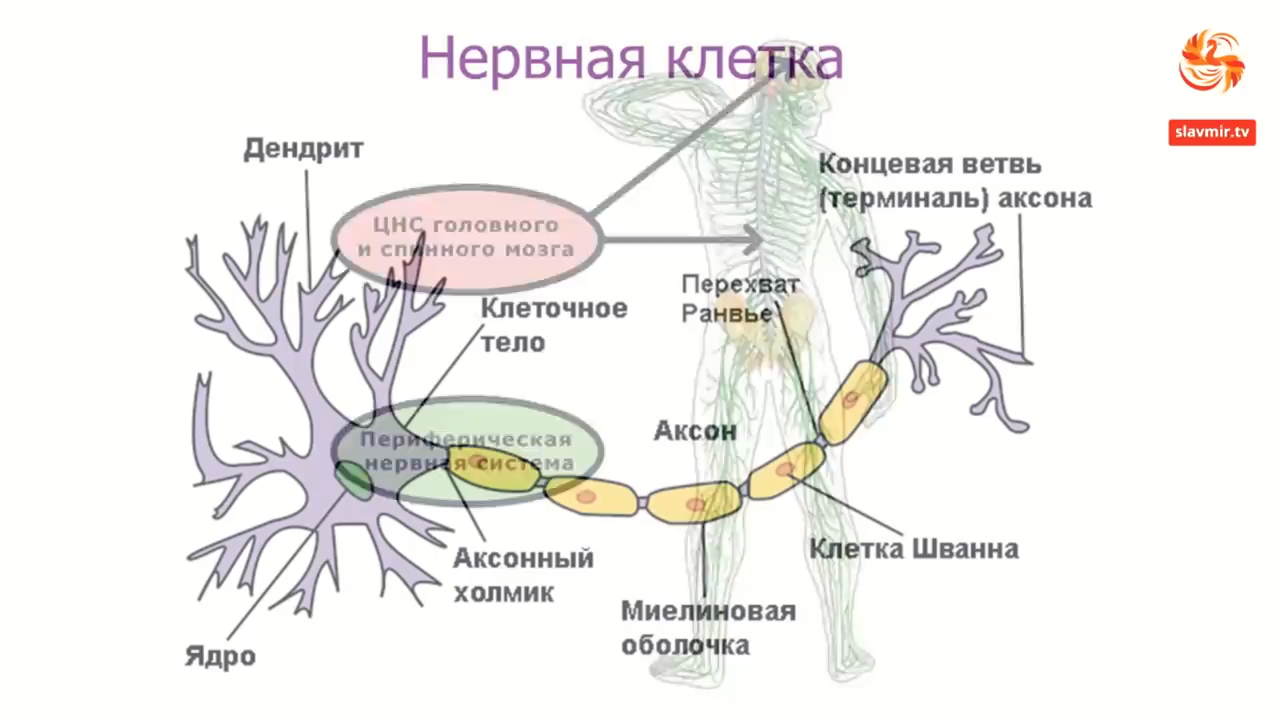 Нервная клетка
slavmir.tv
Дендрит
Концевая ветвь
(терминаль) аксона
ЦНС головного
и спинного мозга
Перехват
Ранвье
Клеточное
тело
Аксон
Периферическая
нервная система
Клетка Шванна
Аксонный
холмик
Миелиновая
оболочка
Ядро